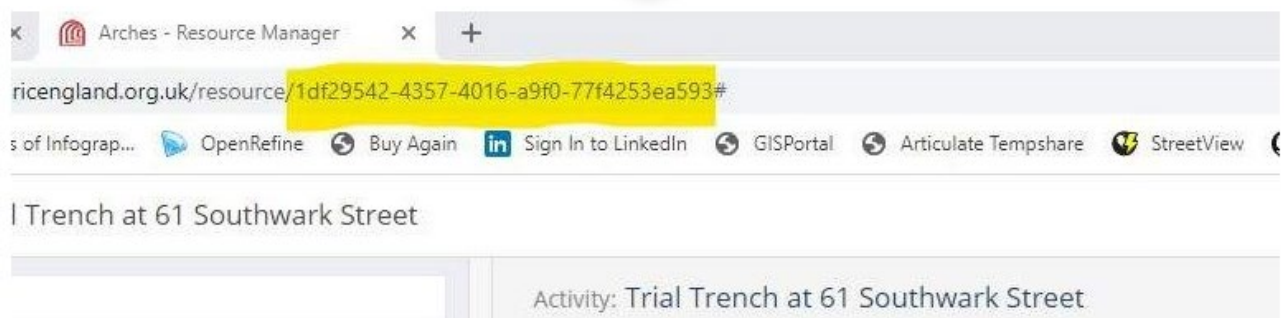 Arches - Resource Manager
ricengland.org.uk/resource/1df29542-4357-4016-a9f0-77f4253ea593#
s of Infograp... OpenRefine Buy Again in Sign In to LinkedIn GISPortal Articulate Tempshare StreetView
l Trench at 61 Southwark Street
Activity: Trial Trench at 61 Southwark Street